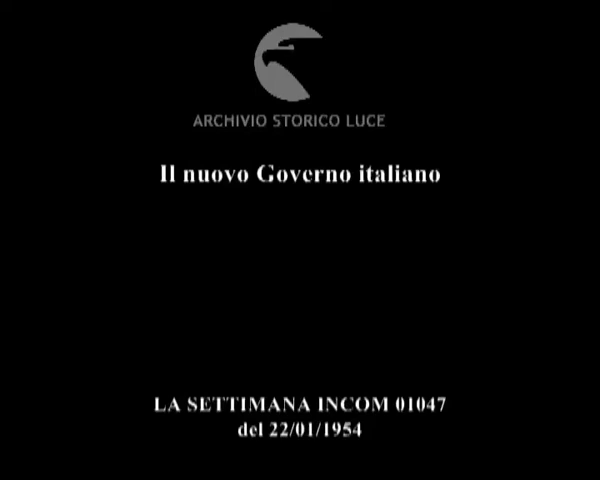 ARCHIVIO STORICO LUCE
Il nuovo Governo italiano
LA SETTIMANA INCOM 01047
del 22/01/1954